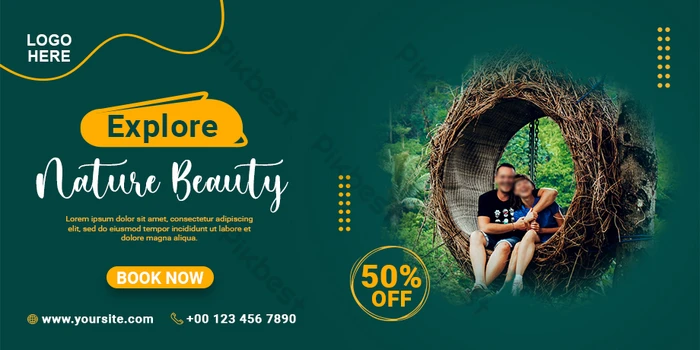 LOGO
HERE
Explore
Nature Beauty
Lorem ipsum dolor sit amet, consectetur adipiscing
elit, sed do eiusmod tempor incididunt ut labore et
dolore magna aliqua.
BOOK NOW
www.yoursite.com
+00 123 456 7890
50%
OFF